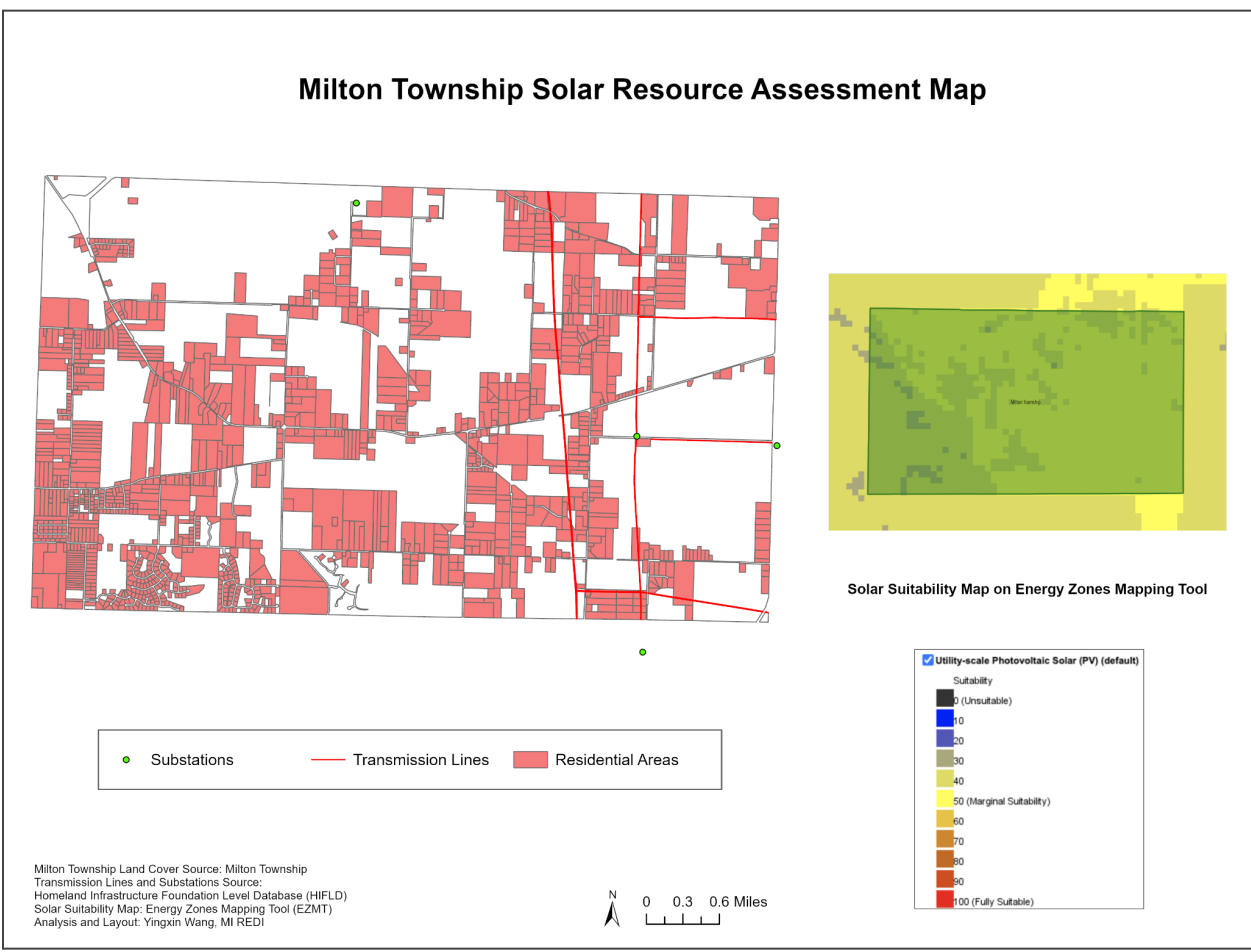 Milton Township Solar Resource Assessment Map
Milton Township
Solar Suitability Map on Energy Zones Mapping Tool
Utility-scale Photovoltaic Solar (PV) (default)
Suitability
0 (Unsuitable)
10
20
30
40
50 (Marginal Suitability)
60
70
80
90
100 (Fully Suitable)
Substations
Transmission Lines
Residential Areas
Milton Township Land Cover Source: Milton Township
Transmission Lines and Substations Source:
Homeland Infrastructure Foundation Level Database (HIFLD)
Solar Suitability Map: Energy Zones Mapping Tool (EZMT)
Analysis and Layout: Yingxin Wang, MI REDI
N
0 0.3 0.6 Miles